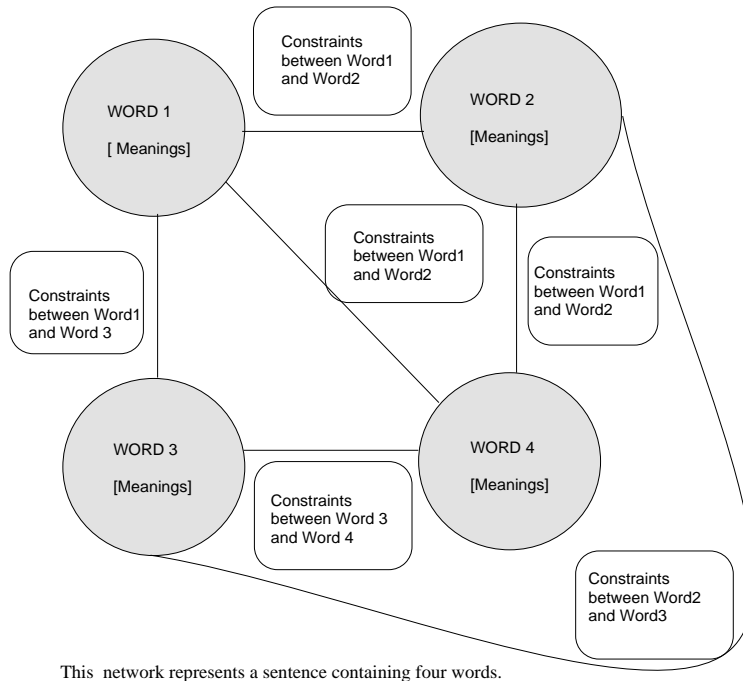 Constraints
between Word1
and Word2
WORD 1
[ Meanings]
WORD 2
[Meanings]
Constraints
between Word1
and Word2
Constraints
between Word1
and Word2
Constraints
between Word1
and Word 3
WORD 3
[Meanings]
WORD 4
[Meanings]
Constraints
between Word 3
and Word 4
Constraints
between Word2
and Word3
This network represents a sentence containing four words.